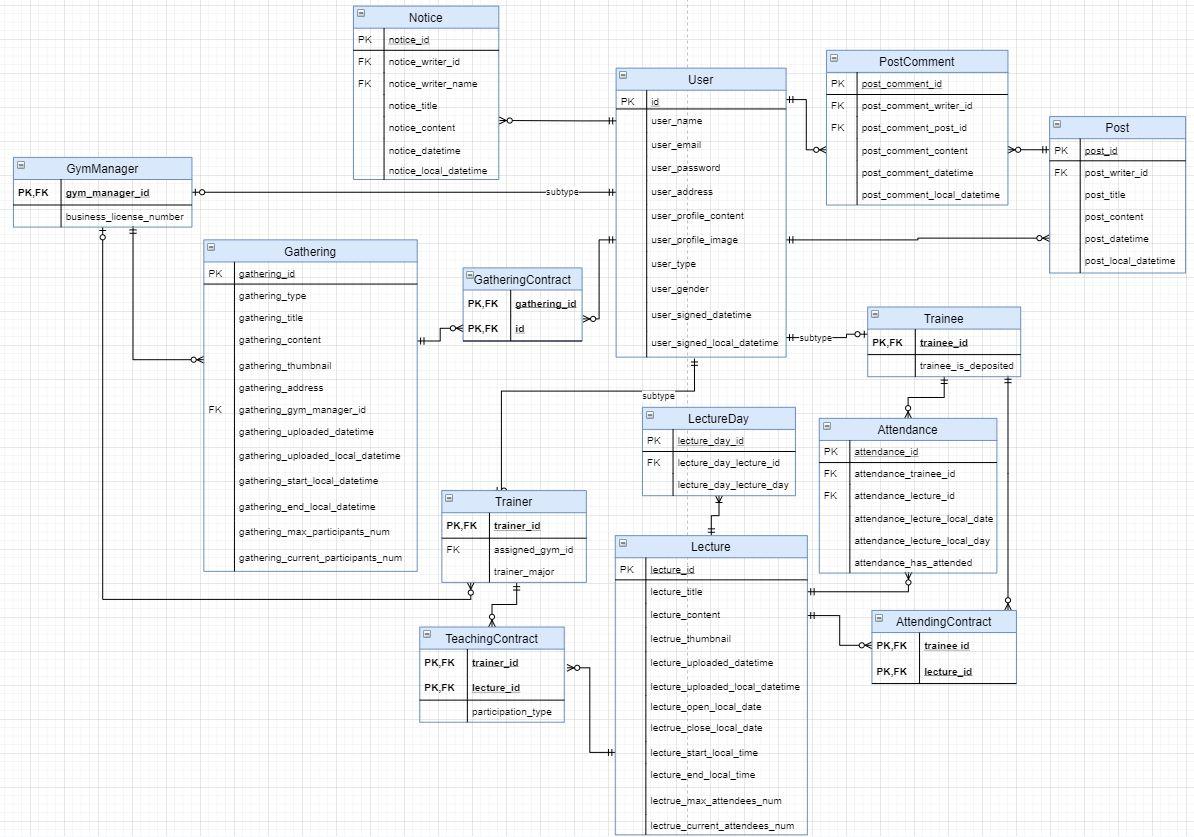 Notice
PK notice_id
FK notice_writer_id
FK notice_writer_name
notice_title
notice_content
notice_datetime
notice_local_datetime
User
PK id
user_name
user_email
user_password
user_address
user_profile_content
user_profile_image
user_type
user_gender
user_signed_datetime
user_signed_local_datetime
PostComment
PK post_comment_id
FK post_comment_writer_id
FK post_comment_post_id
post_comment_content
post_comment_datetime
post_comment_local_datetime
Post
PK post_id
FK post_writer_id
post_title
post_content
post_datetime
post_local_datetime
GymManager
PK,FK gym_manager_id
business_license_number
subtype
Gathering
PK gathering_id
gathering_type
gathering_title
gathering_content
gathering_thumbnail
gathering_address
FK gathering_gym_manager_id
gathering_uploaded_datetime
gathering_uploaded_local_datetime
gathering_start_local_datetime
gathering_end_local_datetime
gathering_max_participants_num
gathering_current_participants_num
GatheringContract
PK,FK gathering_id
PK,FK id
subtype
Trainee
PK,FK trainee_id
trainee_is_deposited
subtype
LectureDay
PK lecture_day_id
FK lecture_day_lecture_id
lecture_day_lecture_day
Attendance
PK attendance_id
FK attendance_trainee_id
FK attendance_lecture_id
attendance_lecture_local_date
attendance_lecture_local_day
attendance_has_attended
Trainer
PK,FK trainer_id
FK assigned_gym_id
trainer_major
Lecture
PK lecture_id
lecture_title
lecture_content
lectrue_thumbnail
lecture_uploaded_datetime
lecture_uploaded_local_datetime
lecture_open_local_date
lectrue_close_local_date
lecture_start_local_time
lecture_end_local_time
lectrue_max_attendees_num
lectrue_current_attendees_num
AttendingContract
PK,FK trainee id
PK,FK lecture_id
TeachingContract
PK,FK trainer_id
PK,FK lecture_id
participation_type